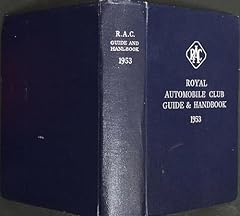 R.A.C.
GUIDE AND
HANDBOOK
1953
RAC
ROYAL
AUTOMOBILE CLUB
GUIDE & HANDBOOK
1953